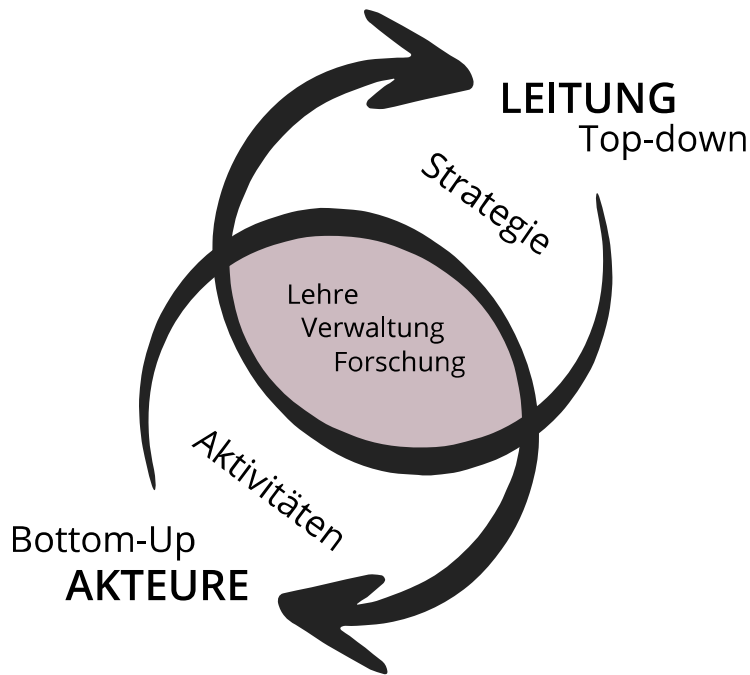 LEITUNG
Top-down
Strategie
Lehre
Verwaltung
Forschung
Aktivitäten
Bottom-Up
AKTEURE